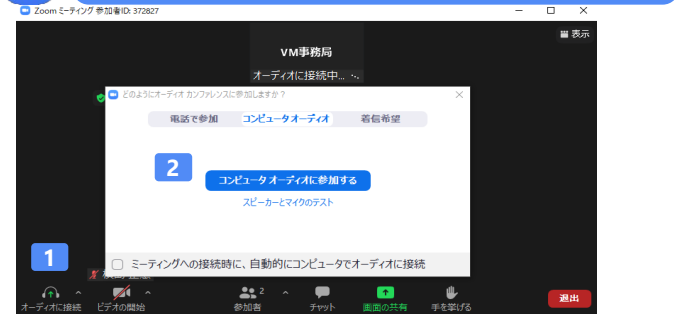 Zoom ミーティング 参加者ID: 372827
表示
VM事務局
オーディオに接続中...
どのようにオーディオ カンファレンスに参加しますか?
電話で参加 コンピュータオーディオ 着信希望
2
コンピュータ オーディオに参加する
スピーカーとマイクのテスト
1
ミーティングへの接続時に、自動的にコンピュータでオーディオに接続
オーディオに接続 ビデオの開始 参加者 2 チャット 画面の共有 手を挙げる 退出